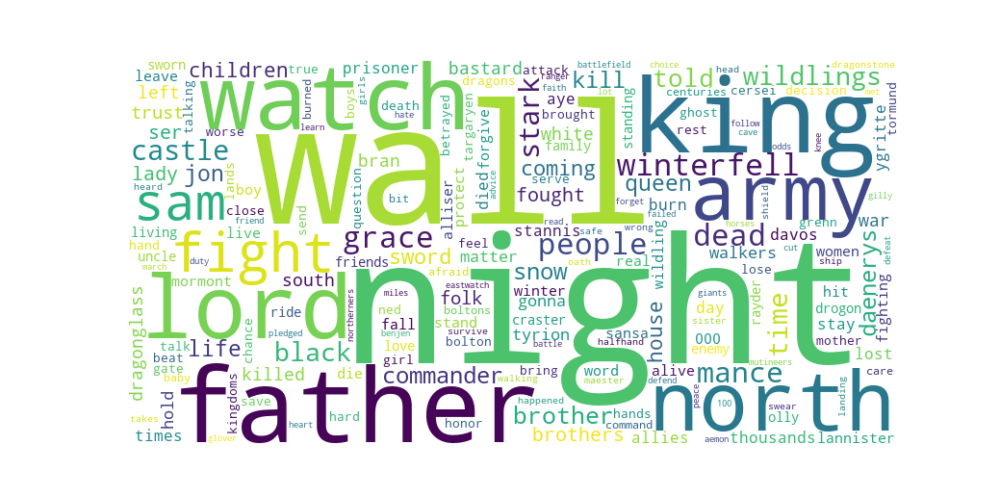 sworn
children
true
prisoner
bastard
attack
battlefield
choice
head
dragonstone
leave
left
watch
talking
burned
boys
girls
death
hate
dragons
ranger
faith
lot
kill
told
wildlings
centuries
cersei
decision
met
trust
worse
learn
betrayed
targaryen
forgive
stark
aye
brought
white
family
standing
king
ghost
rest
follow
cave
odds
knee
ygritte
tormund
ser
castle
wall
lady
jon
heard
lands
boy
bran
question
bit
alliser
protect
died
advice
coming
serve
fought
winterfell
queen
burn
forget
army
shield
gilly
sam
close
friend
send
grace
stannis
read
safe
wrong
failed
horses
grehn
war
defeat
living
live
hand
uncle
march
duty
fight
friends
sword
feel
matter
afraid
oath
people
real
wildling
dead
davos
cut
walkers
women
ship
daenerys
fighting
mormont
south
snow
lose
dragonglass
lord
night
northerners
miles
eastwatch
folk
winter
gonna
giants
rayder
day
time
hit
drogon
stay
mother
talk
beat
gate
chance
ride
pledged
benjen
ned
fall
boltons
stand
survive
craster
tyrion
battle
halfhand
sansa
house
000
sister
enemy
mutineers
lost
baby
life
black
love
girl
bolton
father
killed
die
commander
walking
bring
maester
word
alive
defend
mance
care
takes
hold
kingdoms
save
hard
honor
happened
brother
hands
command
north
peace
100
swear
olly
landing
times
glover
heart
brothers
allies
aemon
thousands
lannister